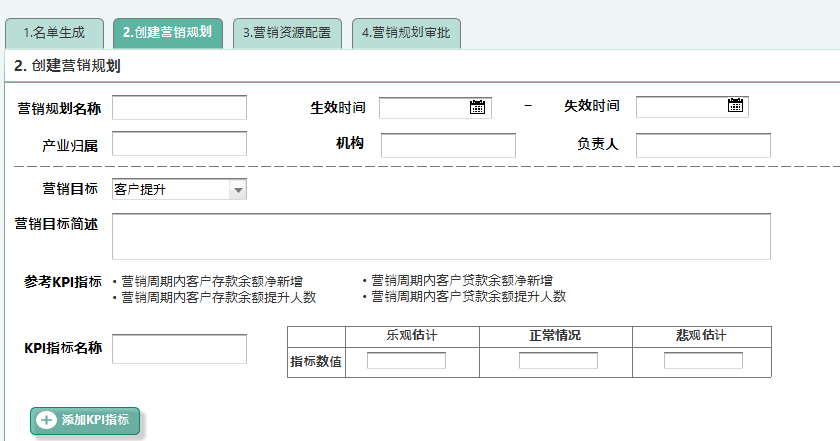 1.名单生成 2.创建营销规划 3.营销资源配置 4.营销规划审批
2. 创建营销规划
营销规划名称 生效时间 – 失效时间
产业归属 机构 负责人
营销目标 客户提升
营销目标简述
参考KPI指标 • 营销周期内客户存款余额净新增 • 营销周期内客户贷款余额净新增
• 营销周期内客户存款余额提升人数 • 营销周期内客户贷款余额提升人数
乐观估计 正常情况 悲观估计
KPI指标名称 指标数值
添加KPI指标